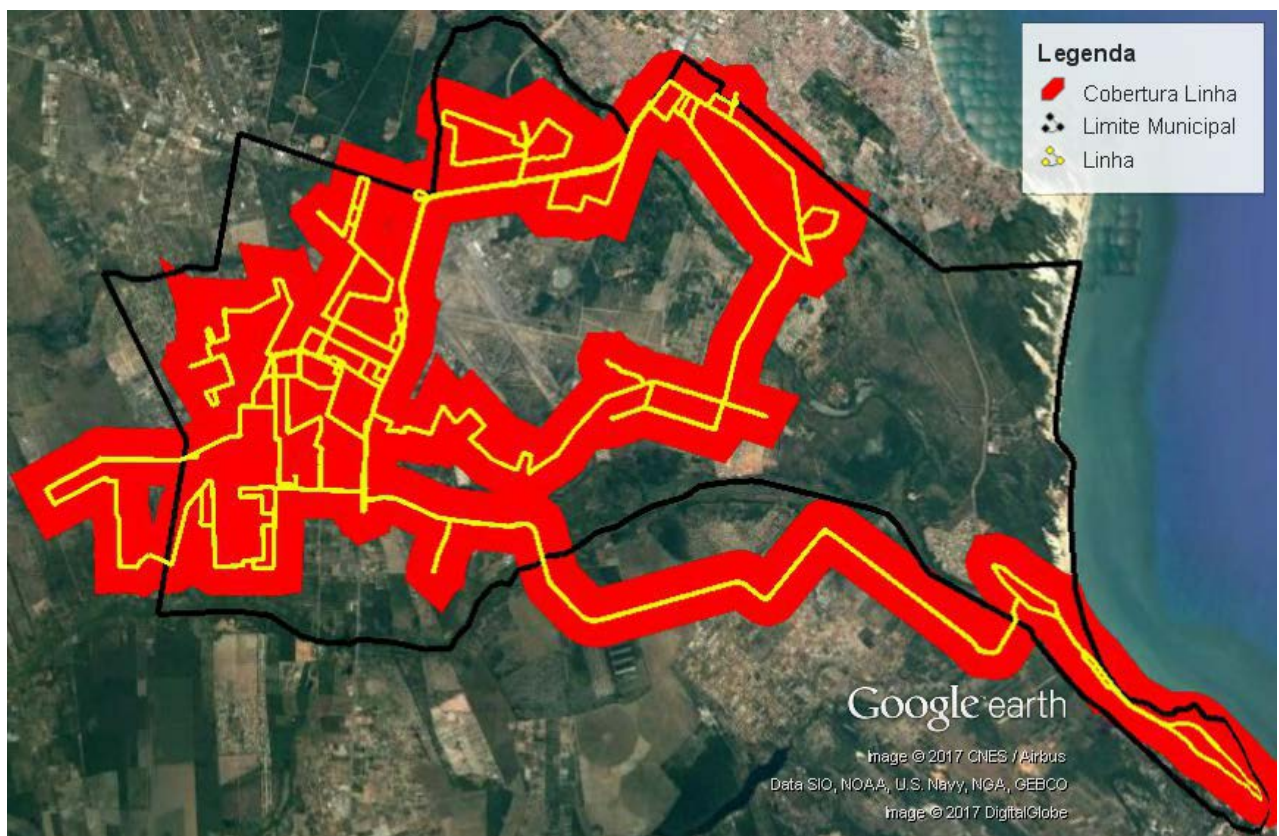 Legenda
Cobertura Linha
Limite Municipal
Linha
Google earth
Image © 2017 CNES / Airbus
Data SIO, NOAA, U.S. Navy, NGA, GEBCO
Image © 2017 DigitalGlobe